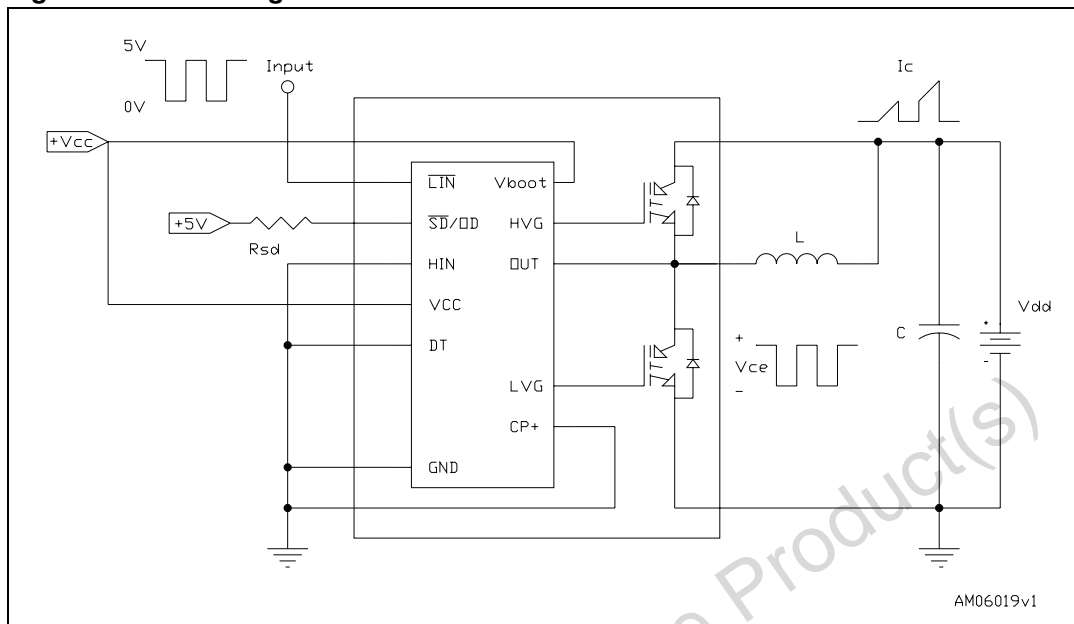 5V
0V
Input
Ic
+Vcc
LIN
Vboot
+5V
Rsd
SD/OD
HVG
HIN
OUT
L
VCC
Vdd
DT
C
+
Vce
-
+
-
LVG
CP+
GND
Product(s)
AM06019v1